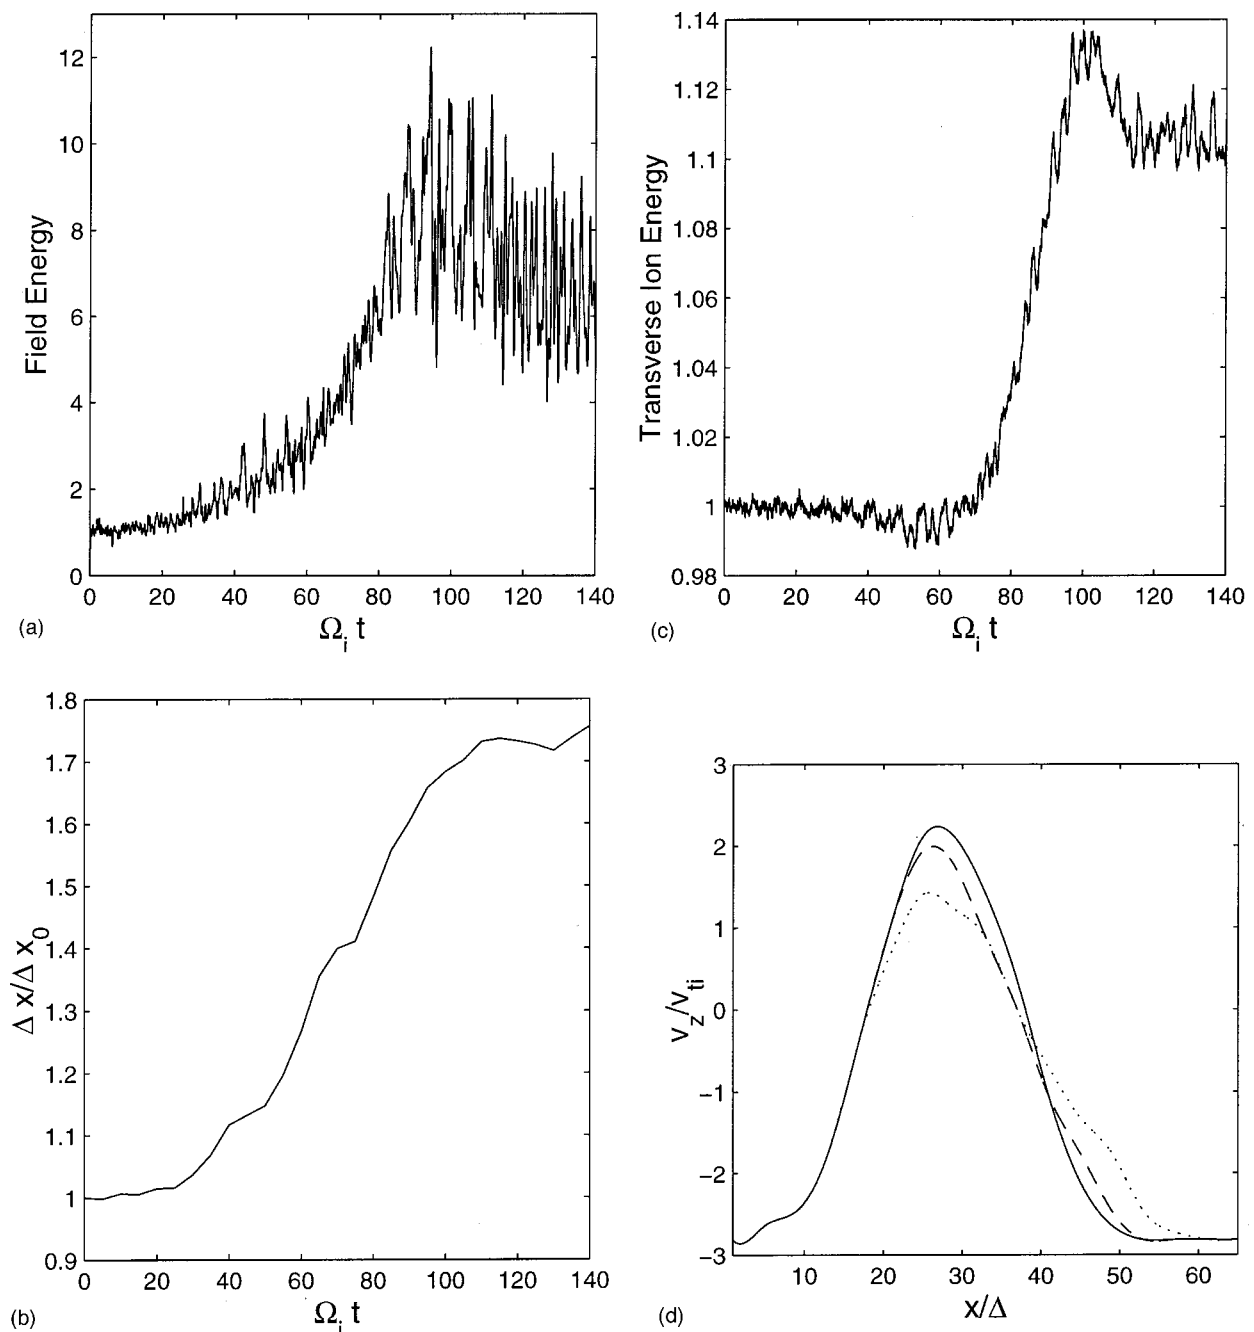 12
10
8
6
4
2
0
Field Energy
0 20 40 60 80 100 120 140
(a) Ωᵢ t
1.14
1.12
1.1
1.08
1.06
1.04
1.02
1
0.98
Transverse Ion Energy
0 20 40 60 80 100 120 140
(c) Ωᵢ t
1.8
1.7
1.6
1.5
1.4
1.3
1.2
1.1
1
0.9
Δ x/Δ x₀
0 20 40 60 80 100 120 140
(b) Ωᵢ t
3
2
1
0
−1
−2
−3
v_z/v_ti
10 20 30 40 50 60
(d) x/Δ